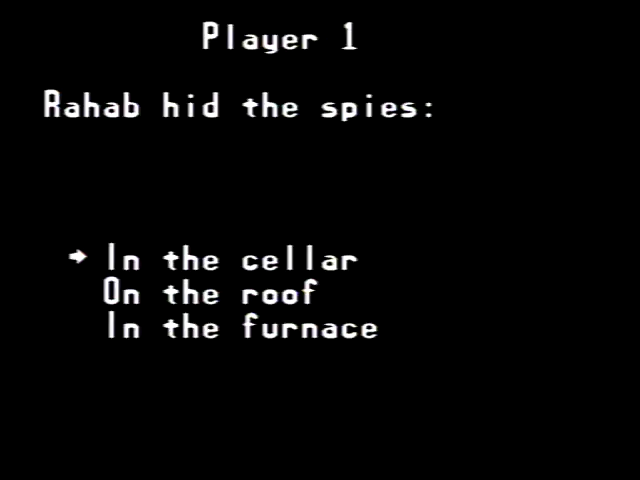 Player 1
Rahab hid the spies:
In the cellar
On the roof
In the furnace